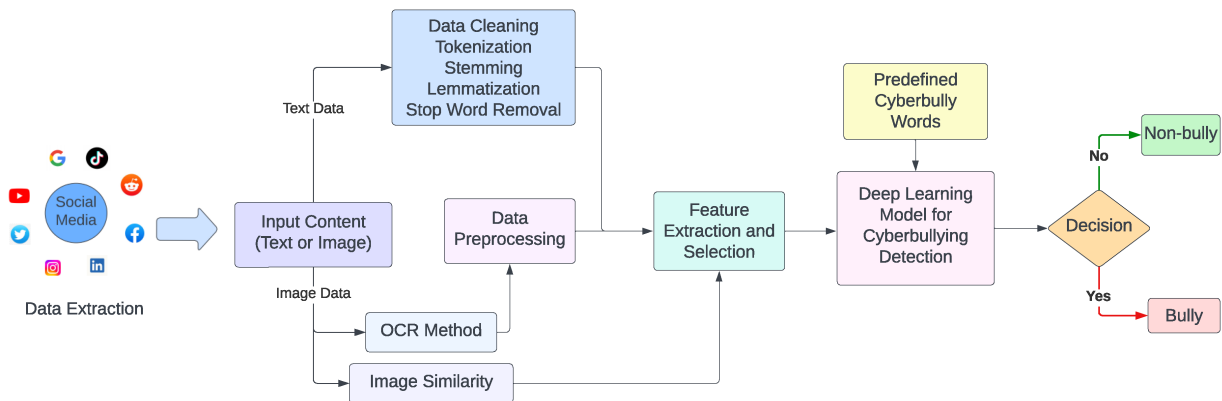 Data Cleaning
Tokenization
Stemming
Lemmatization
Stop Word Removal
Text Data
Predefined
Cyberbully
Words
Non-bully
No
Social
Media
in
Input Content
(Text or Image)
Data
Preprocessing
Feature
Extraction and
Selection
Deep Learning
Model for
Cyberbullying
Detection
Decision
Image Data
Data Extraction
Yes
Bully
OCR Method
Image Similarity